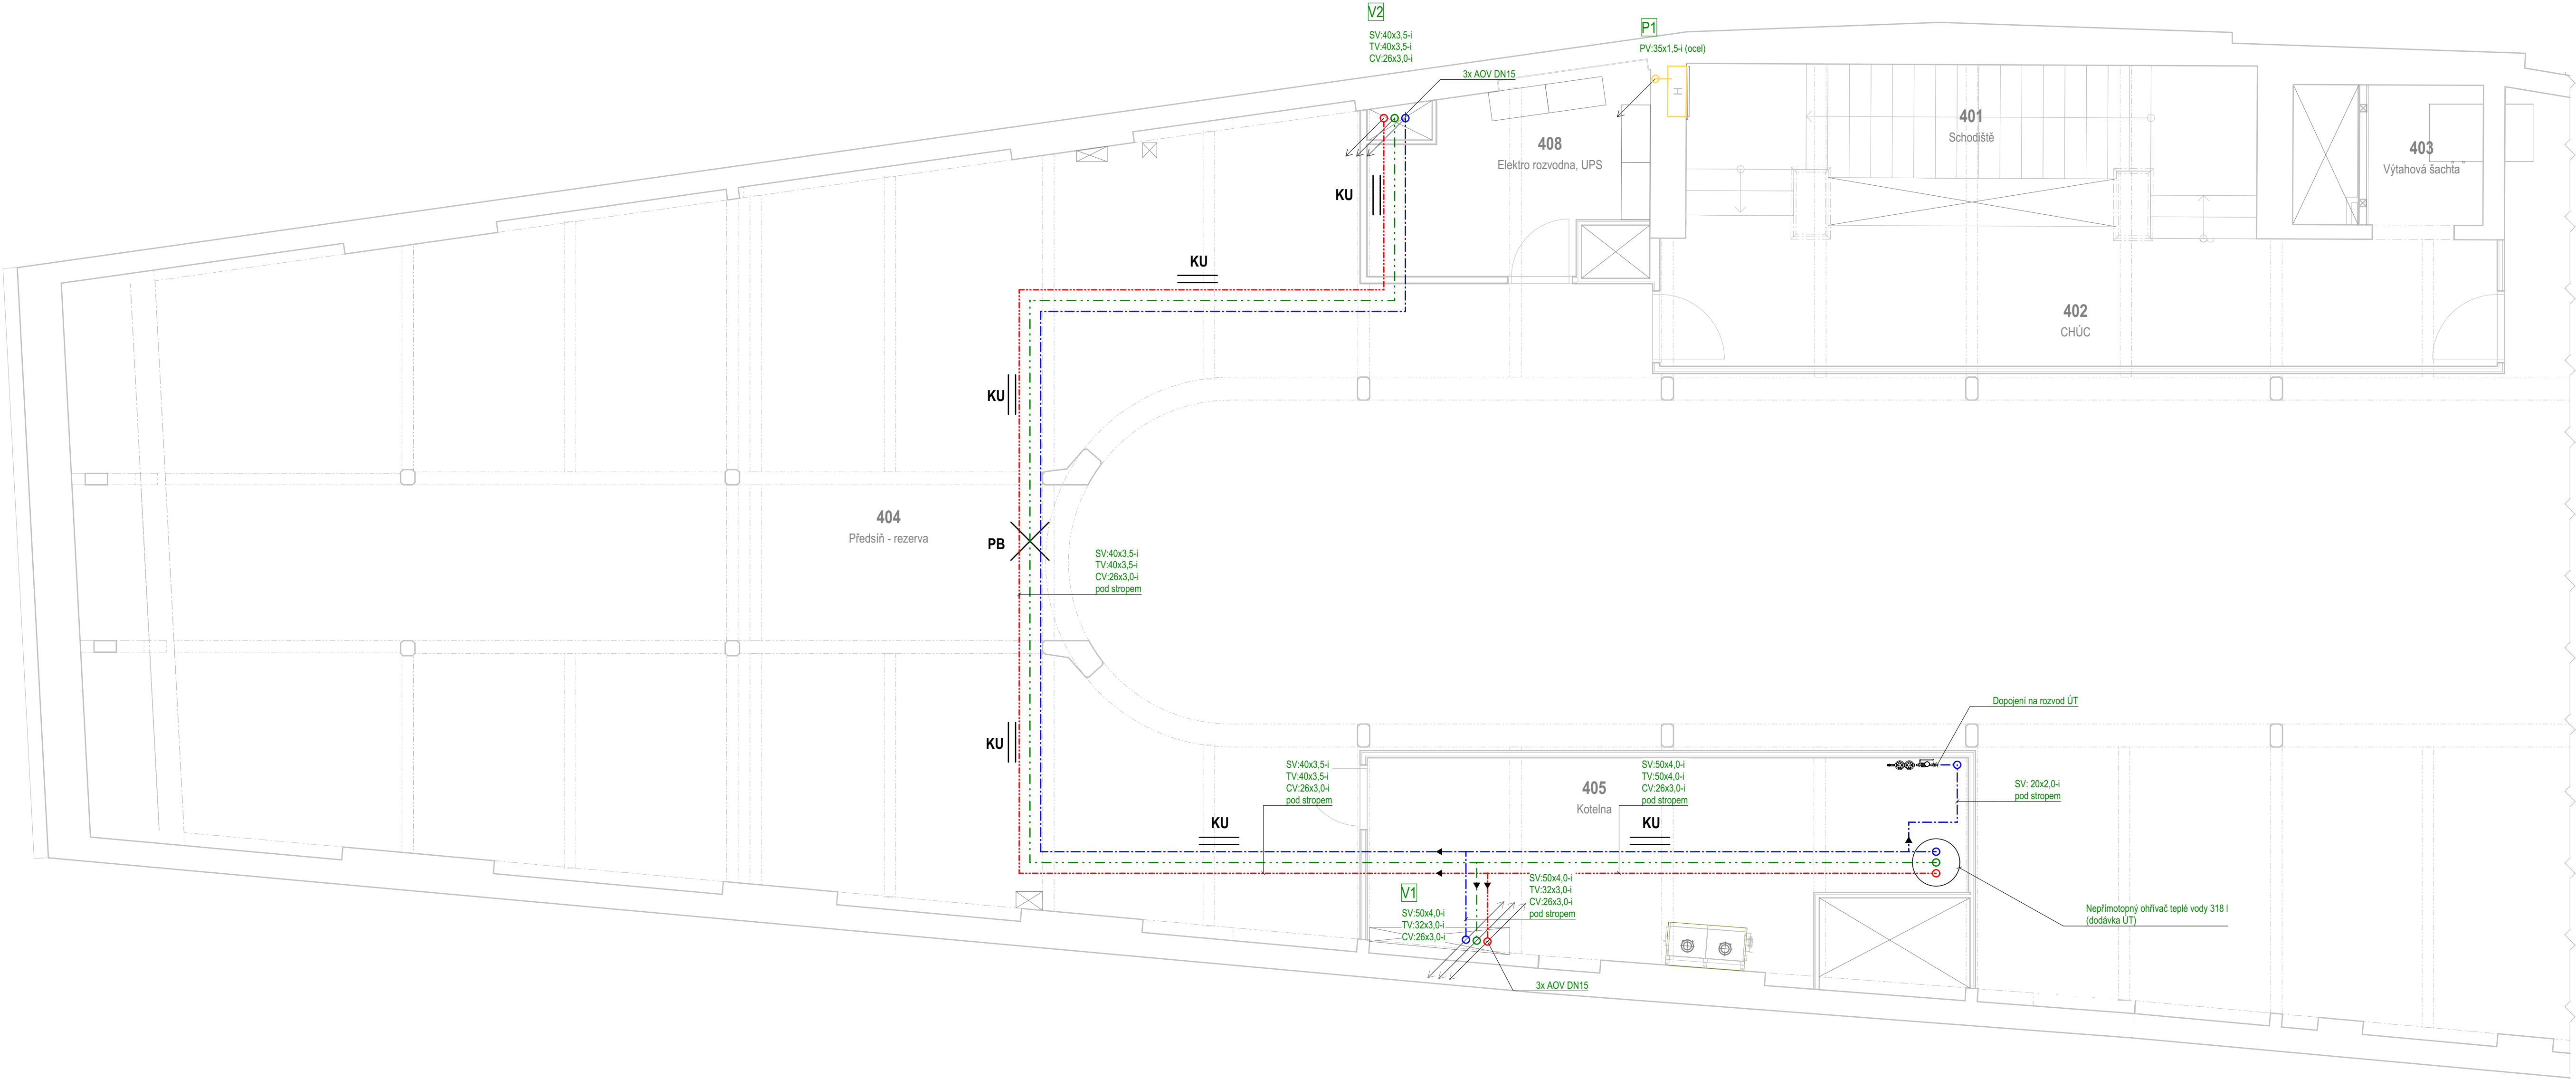 V2
SV:40x3,5-i
TV:40x3,5-i
CV:26x3,0-i
3x AOV DN15
P1
PV:35x1,5-i (ocel)
H
401
Schodiště
408
Elektro rozvodna, UPS
403
Výtahová šachta
KU
KU
402
CHÚC
KU
404
Předsíň - rezerva
PB
SV:40x3,5-i
TV:40x3,5-i
CV:26x3,0-i
pod stropem
Dopojení na rozvod ÚT
KU
SV:40x3,5-i
TV:40x3,5-i
CV:26x3,0-i
pod stropem
405
Kotelna
SV:50x4,0-i
TV:50x4,0-i
CV:26x3,0-i
pod stropem
SV: 20x2,0-i
pod stropem
KU
KU
V1
SV:50x4,0-i
TV:32x3,0-i
CV:26x3,0-i
SV:50x4,0-i
TV:32x3,0-i
CV:26x3,0-i
pod stropem
Nepřímotopný ohřívač teplé vody 318 l
(dodávka ÚT)
3x AOV DN15